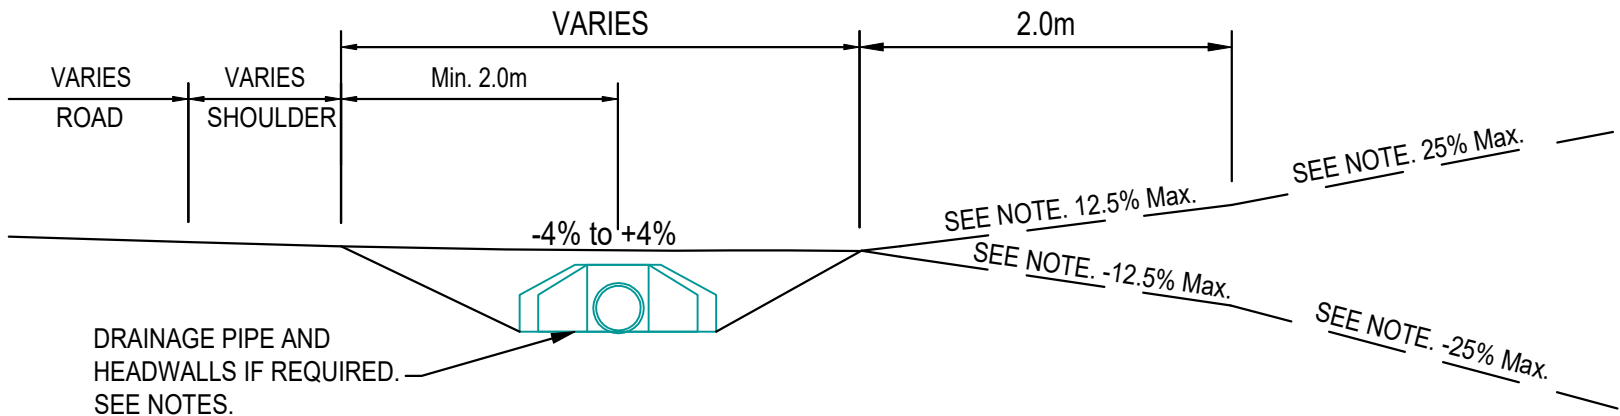 VARIES
2.0m
VARIES
VARIES
Min. 2.0m
ROAD
SHOULDER
SEE NOTE. 25% Max.
SEE NOTE. 12.5% Max.
-4% to +4%
SEE NOTE. -12.5% Max.
SEE NOTE. -25% Max.
DRAINAGE PIPE AND
HEADWALLS IF REQUIRED.
SEE NOTES.